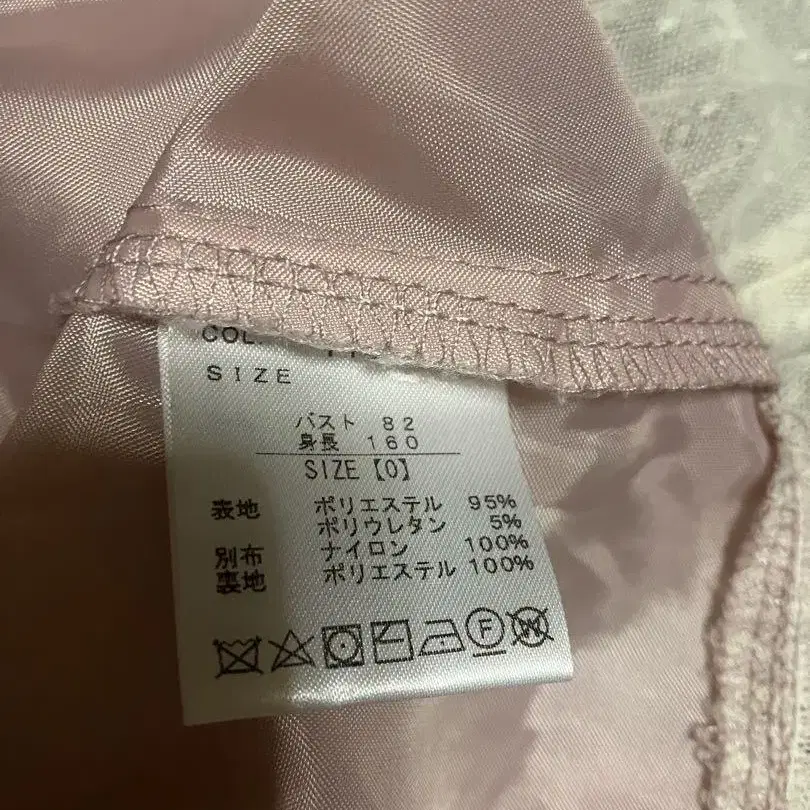 COL
SIZE
バスト 82
身長 160
SIZE【0】
表地 ポリエステル 95%
ポリウレタン 5%
別布 ナイロン 100%
裏地 ポリエステル 100%
F W